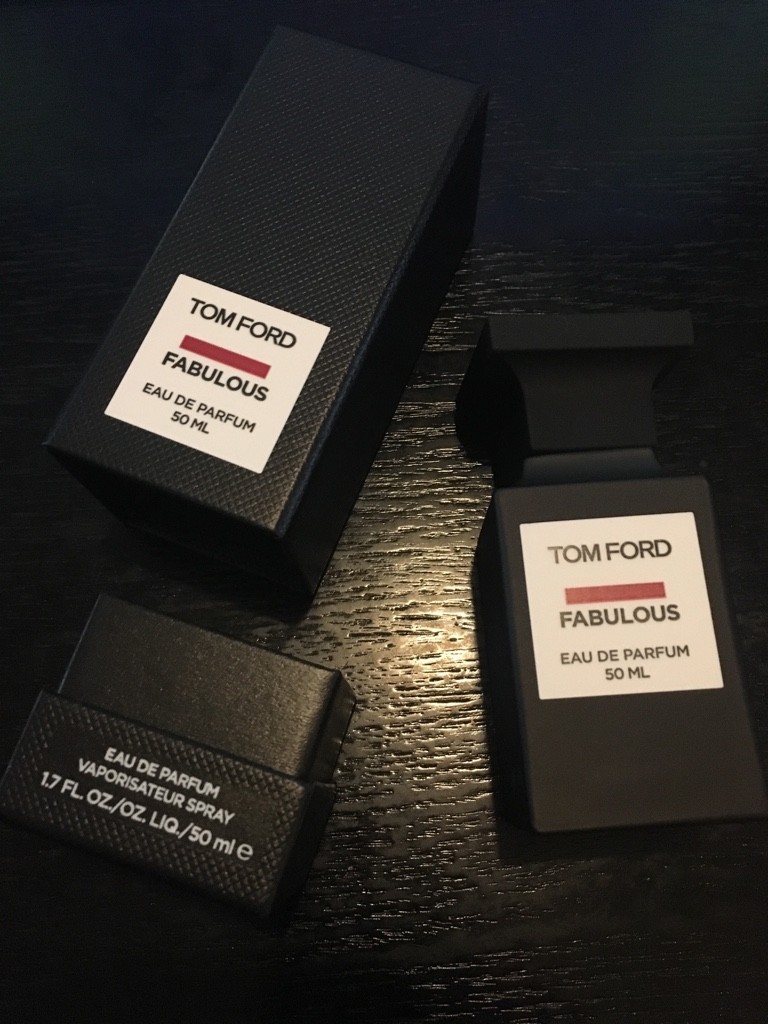 TOM FORD
FABULOUS
EAU DE PARFUM
50 ML
TOM FORD
FABULOUS
EAU DE PARFUM
50 ML
EAU DE PARFUM
VAPORISATEUR SPRAY
1.7 FL. OZ./OZ. LIQ./50 ml ℮